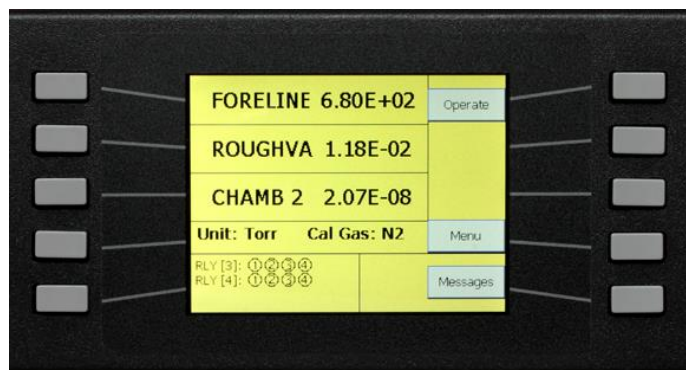 FORELINE 6.80E+02
Operate
ROUGHVA 1.18E-02
CHAMB 2 2.07E-08
Unit: Torr Cal Gas: N2
Menu
RLY [3]: ①②③④
RLY [4]: ①②③④
Messages